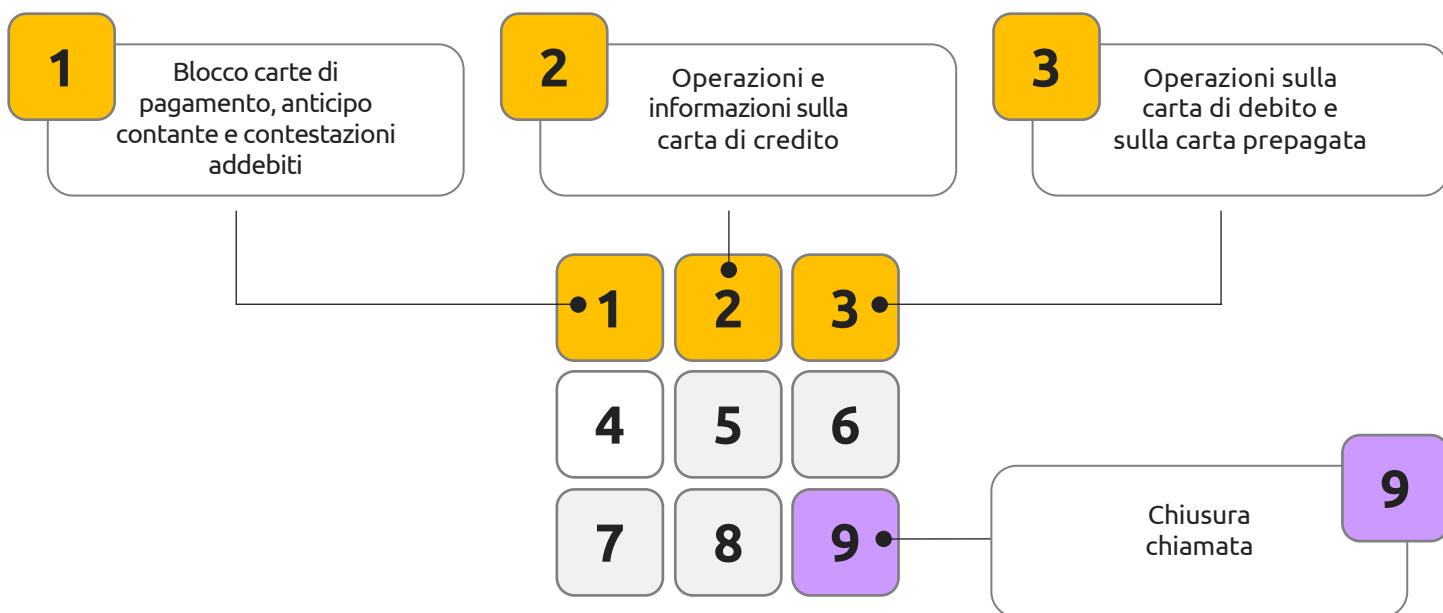 1
Blocco carte di
pagamento, anticipo
contante e contestazioni
addebiti
2
Operazioni e
informazioni sulla
carta di credito
3
Operazioni sulla
carta di debito e
sulla carta prepagata
1 2 3
4 5 6
7 8 9
Chiusura
chiamata
9